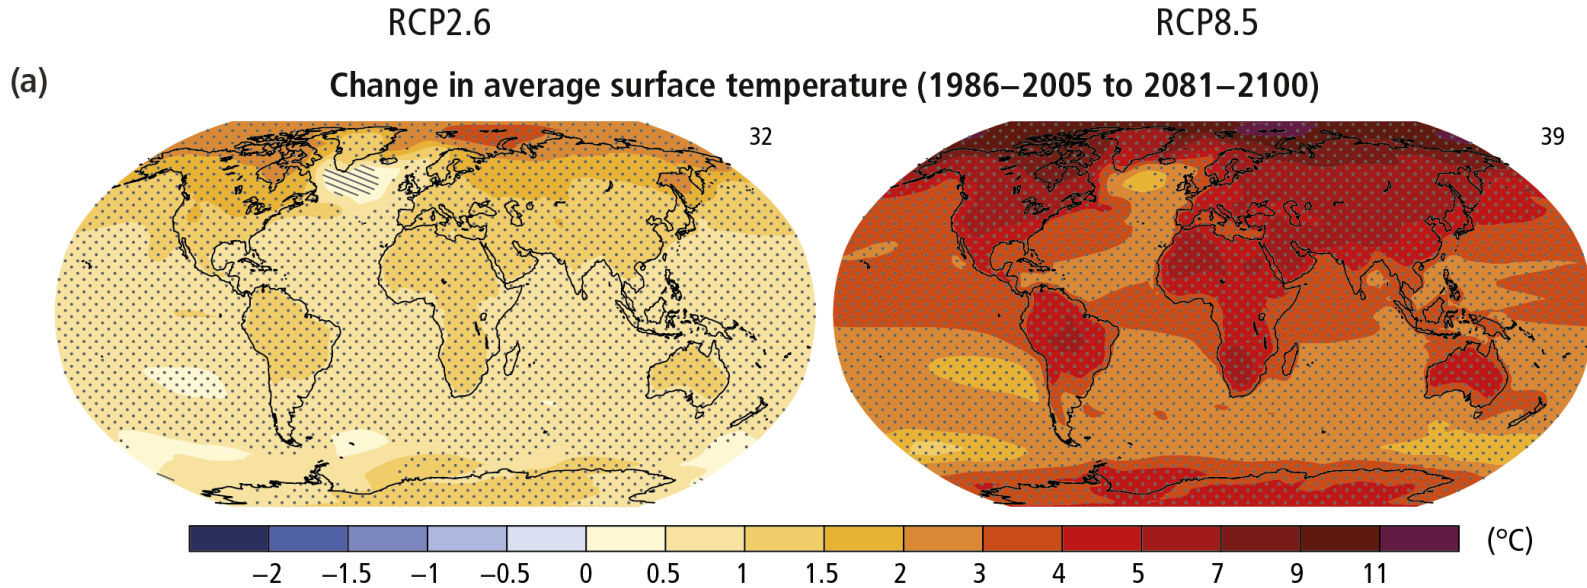 RCP2.6 RCP8.5
(a) Change in average surface temperature (1986–2005 to 2081–2100)
32 39
−2 −1.5 −1 −0.5 0 0.5 1 1.5 2 3 4 5 7 9 11 (°C)